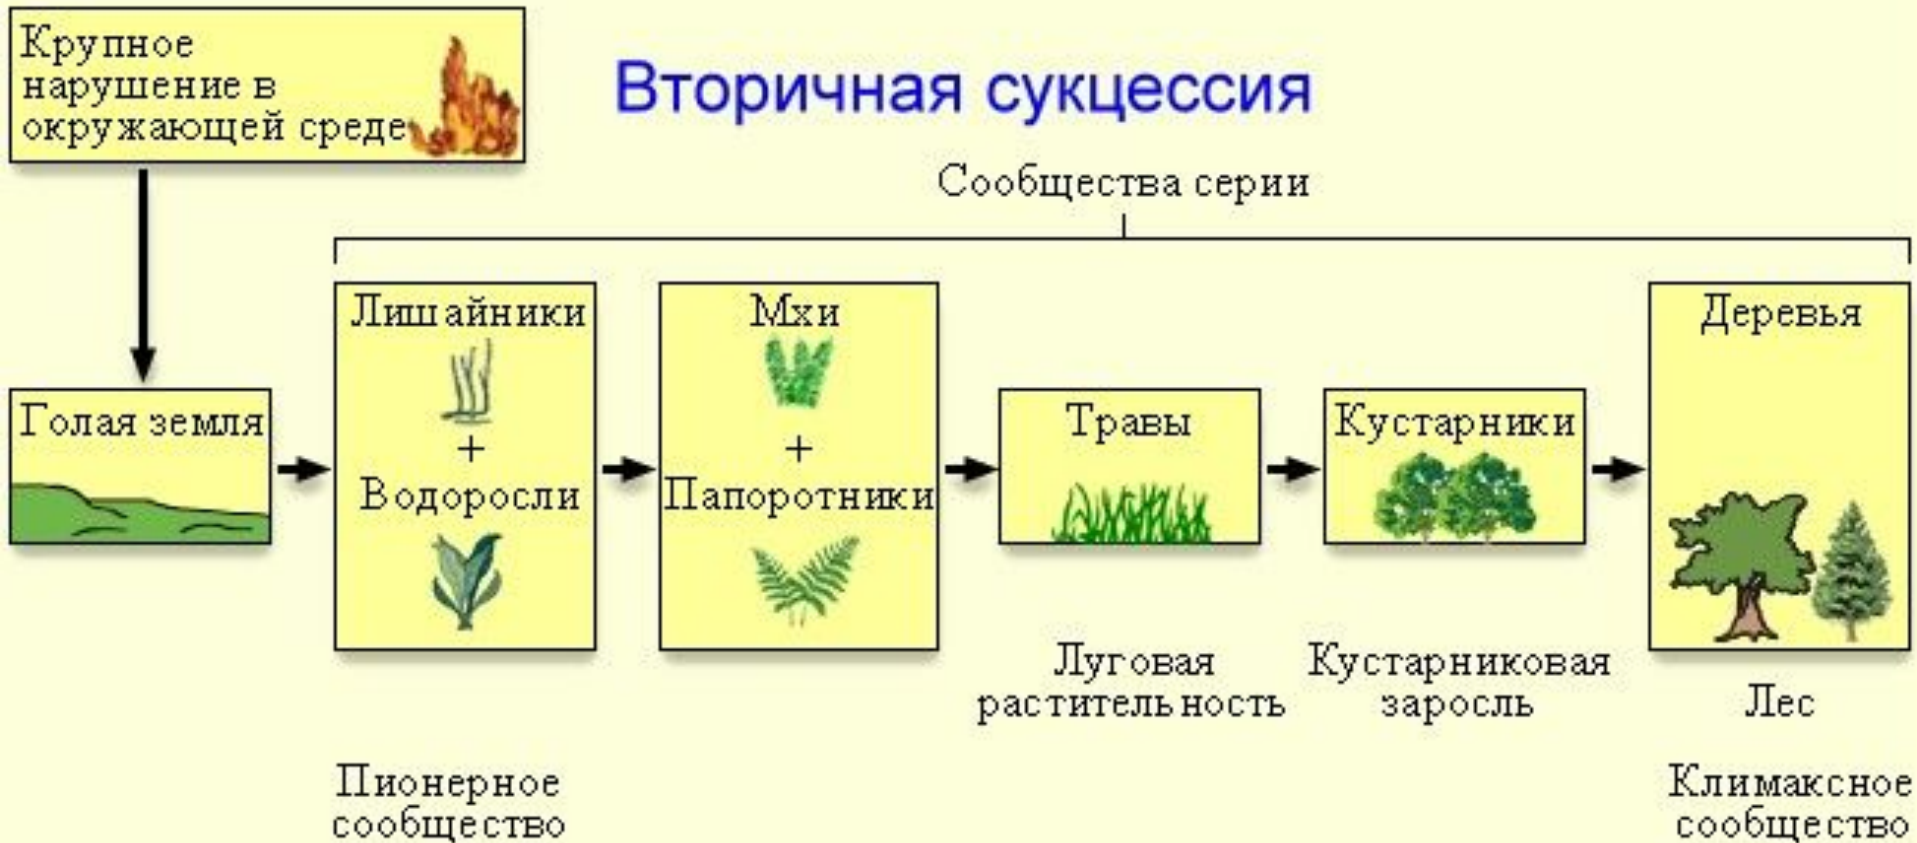 Крупное
нарушение в
окружающей среде
Вторичная сукцессия
Сообщества серии
Голая земля
Лишайники
+
Водоросли
Мхи
+
Папоротники
Травы
Кустарники
Деревья
Луговая
растительность
Кустарниковая
заросль
Лес
Пионерное
сообщество
Климаксное
сообщество